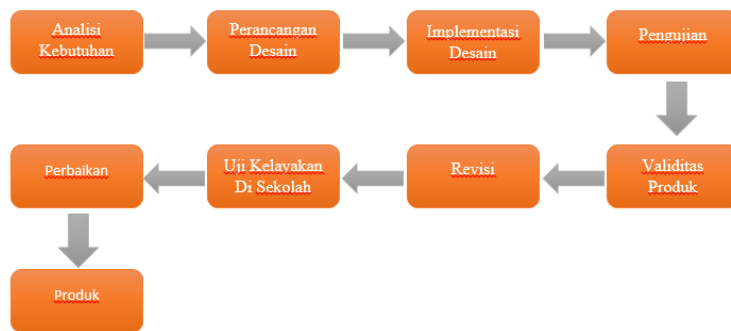 Analisi
Kebutuhan
Perancangan
Desain
Implementasi
Desain
Pengujian
Validitas
Produk
Revisi
Uji Kelayakan
Di Sekolah
Perbaikan
Produk